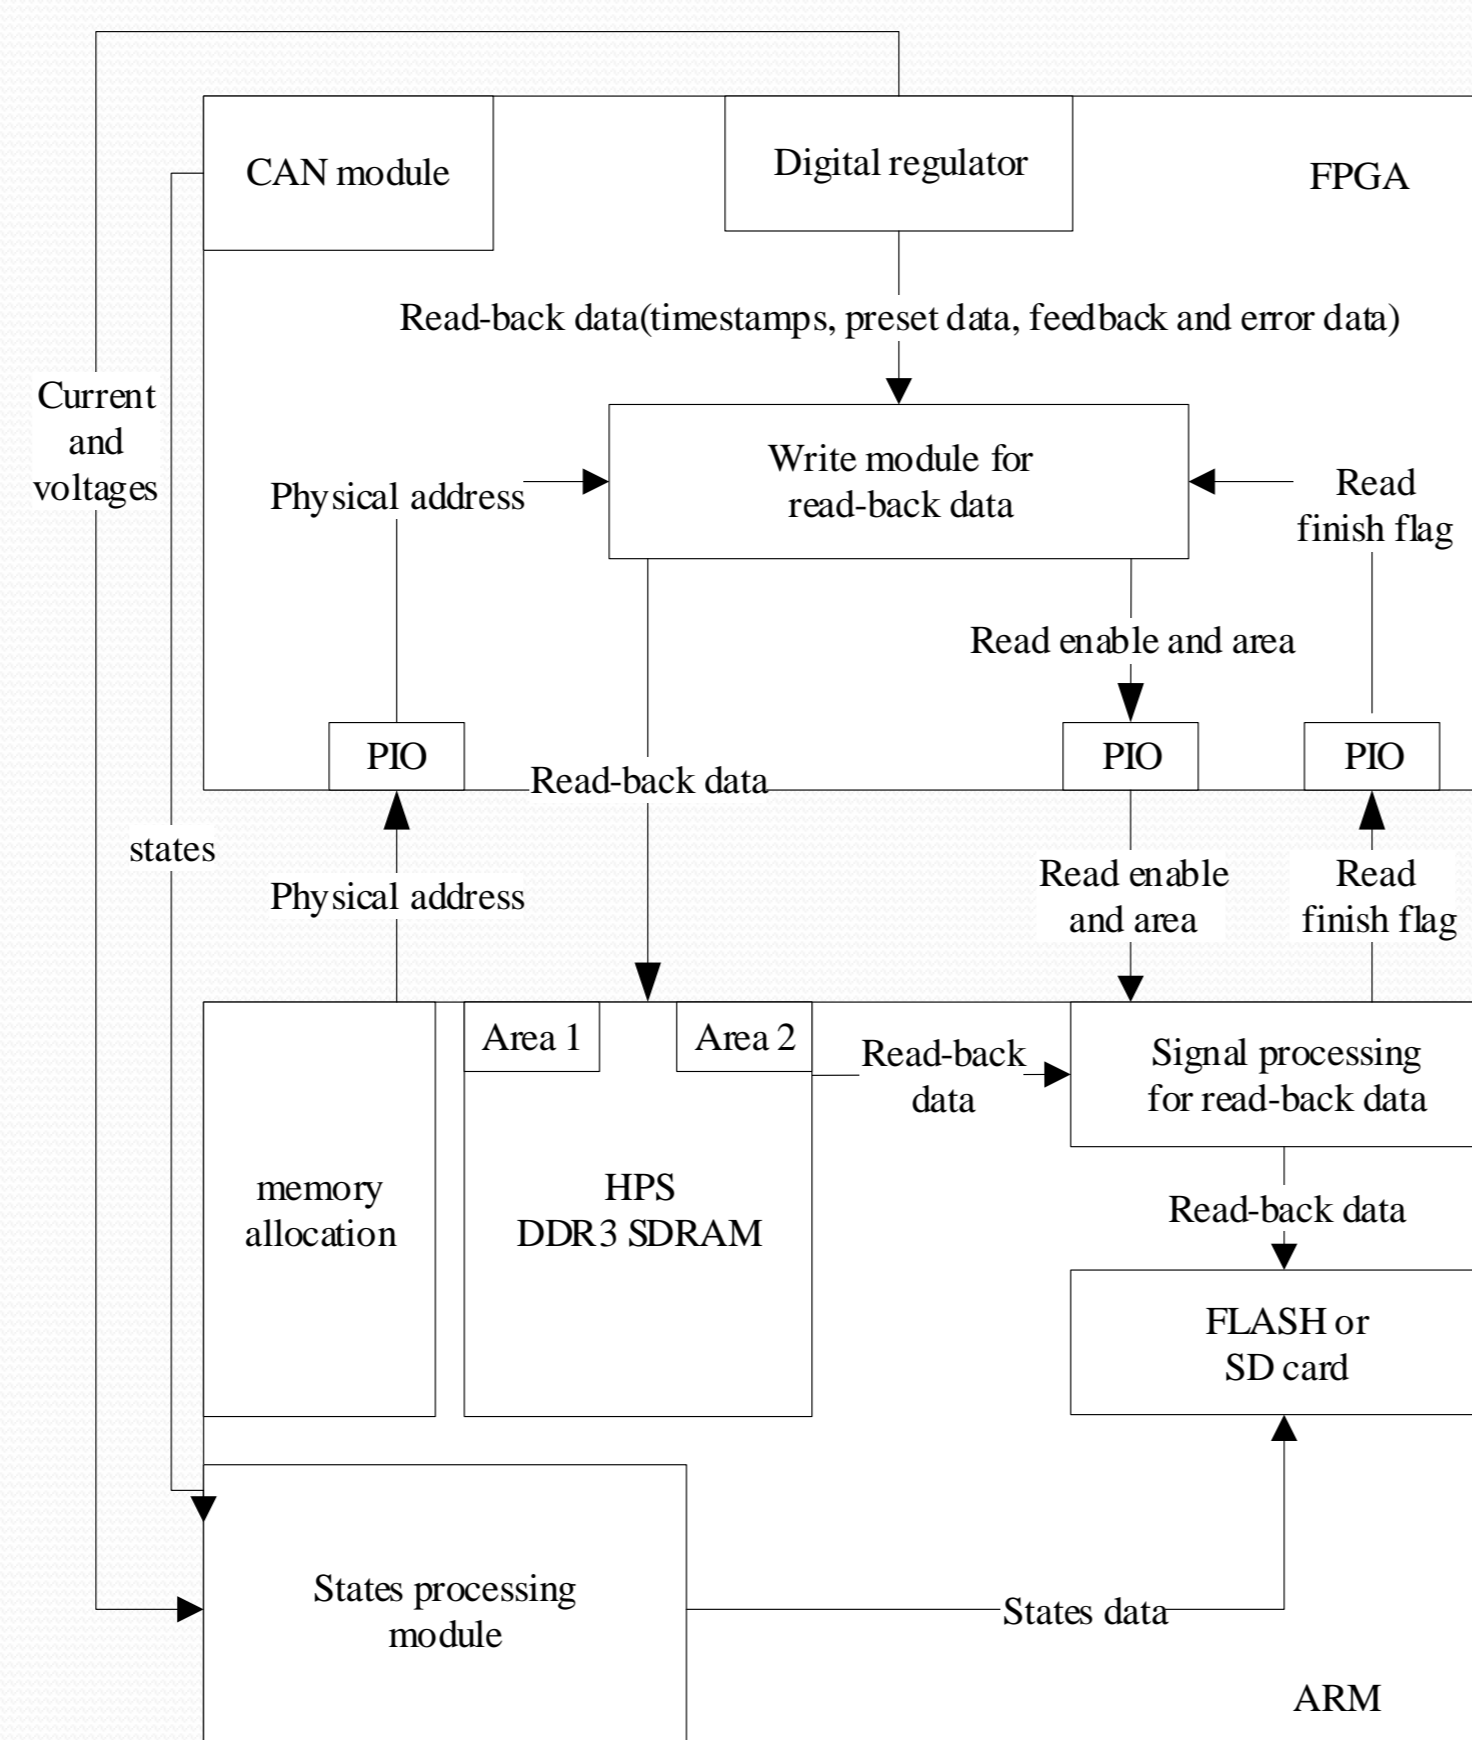 CAN module
Digital regulator
FPGA
Read-back data(timestamps, preset data, feedback and error data)
Current
and
voltages
Write module for
read-back data
Physical address
Read
finish flag
Read enable and area
PIO
PIO
PIO
Read-back data
states
Physical address
Read enable
and area
Read
finish flag
Area 1
Area 2
Read-back
data
Signal processing
for read-back data
memory
allocation
HPS
DDR3 SDRAM
Read-back data
FLASH or
SD card
States processing
module
States data
ARM